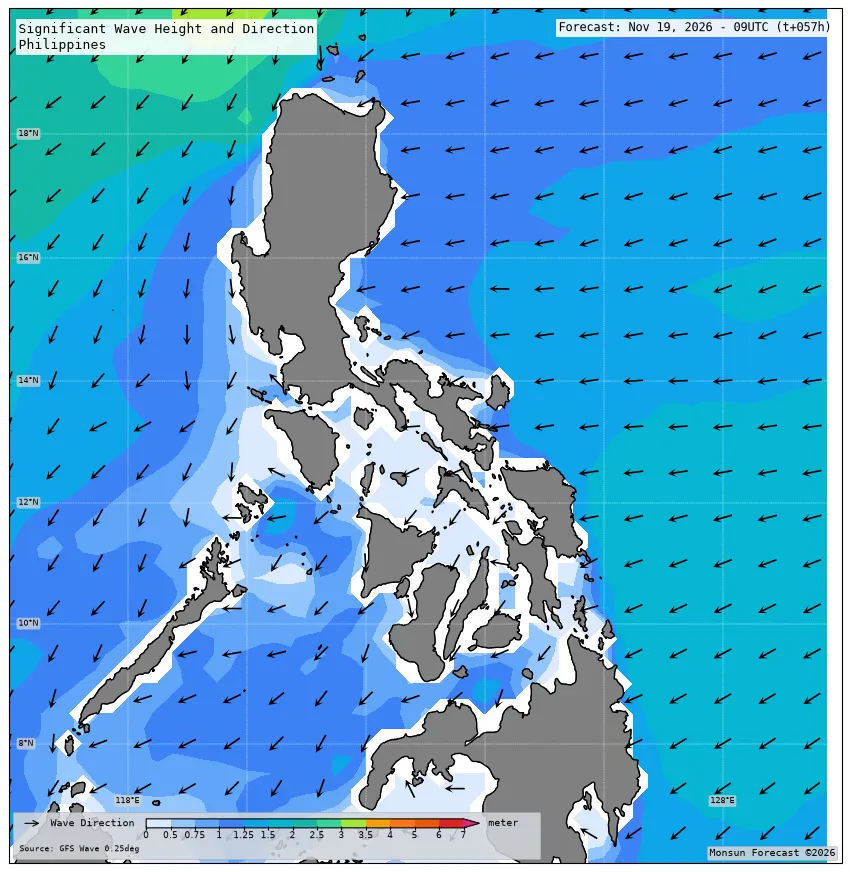 Significant Wave Height and Direction
Philippines
Forecast: Nov 19, 2026 - 09UTC (t+057h)
18°N
16°N
14°N
12°N
10°N
8°N
118°E
128°E
Wave Direction
0 0.5 0.75 1 1.25 1.5 2 2.5 3 3.5 4 5 6 7
meter
Source: GFS Wave 0.25deg
Monsun Forecast ©2026